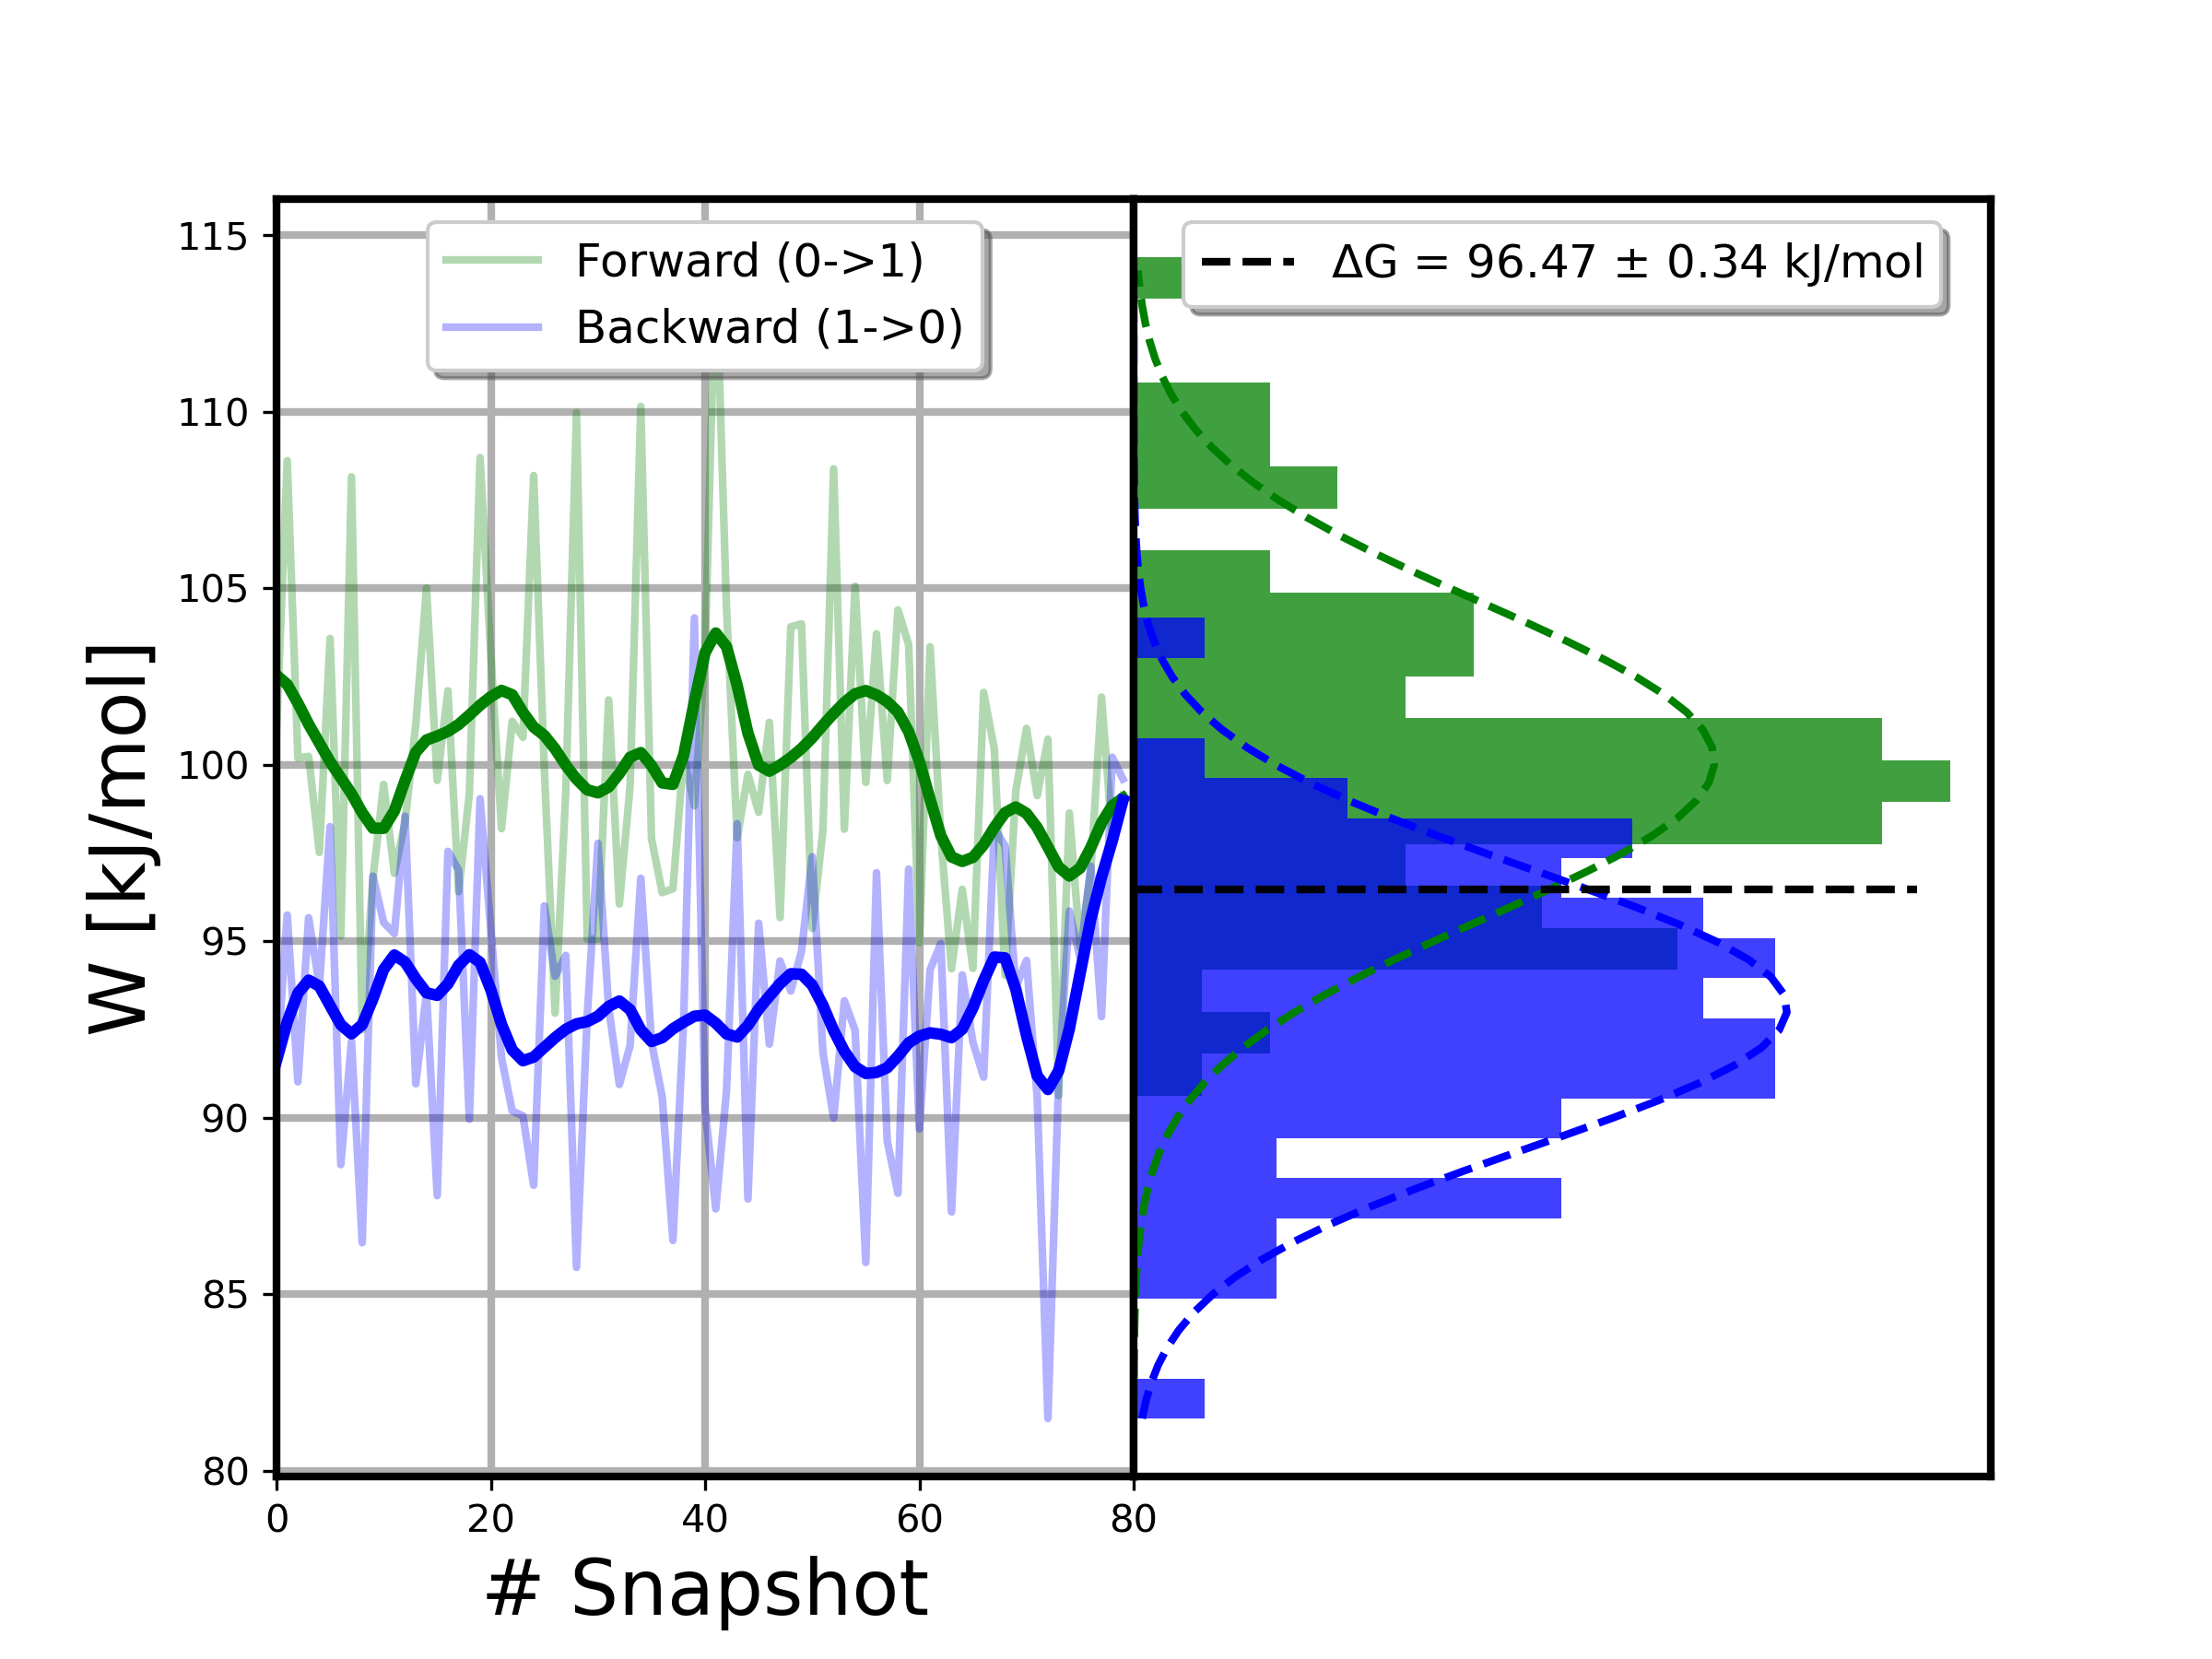 Forward (0->1)
Backward (1->0)
ΔG = 96.47 ± 0.34 kJ/mol
W [kJ/mol]
115
110
105
100
95
90
85
80
0 20 40 60 80
# Snapshot